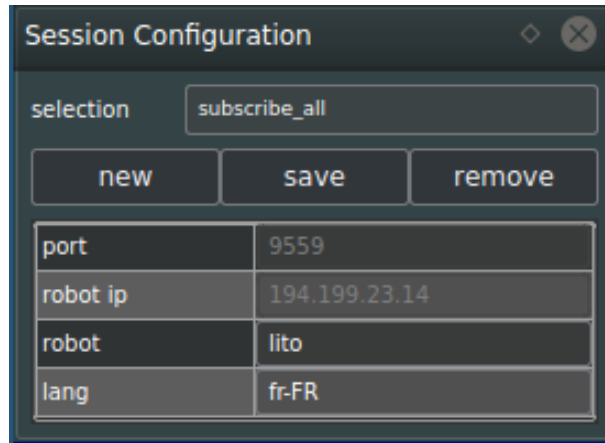 Session Configuration
selection subscribe_all
new save remove
port 9559
robot ip 194.199.23.14
robot lito
lang fr-FR